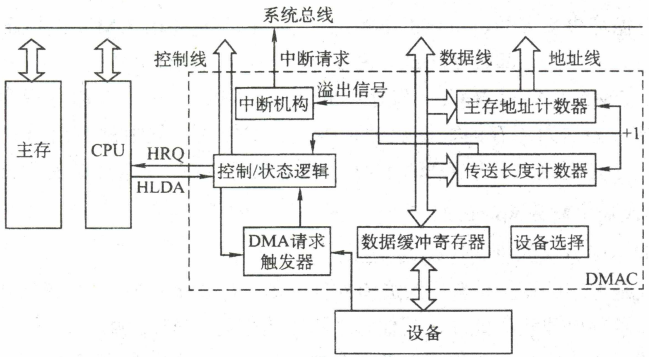 系统总线
控制线
中断请求
数据线
地址线
中断机构
溢出信号
主存地址计数器
+1
主存
CPU
HRQ
HLDA
控制/状态逻辑
传送长度计数器
DMA请求
触发器
数据缓冲寄存器
设备选择
DMAC
设备